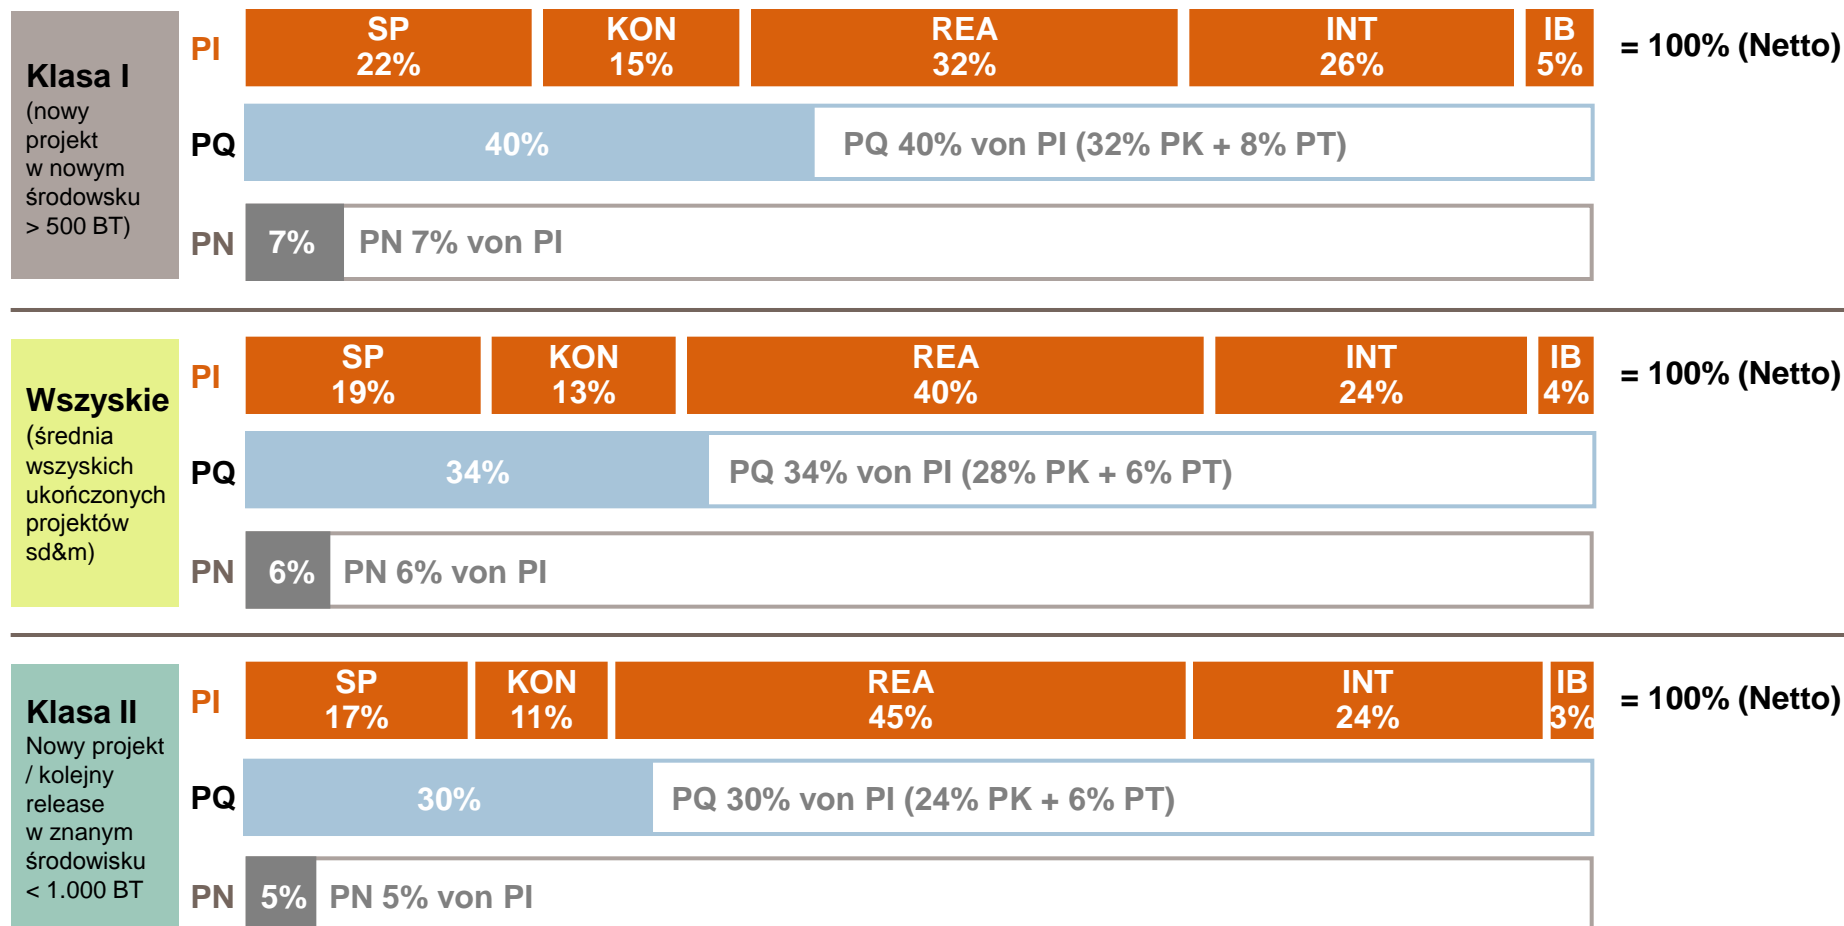 Klasa I
(nowy
projekt
w nowym
środowsku
> 500 BT)
PI
SP
22%
KON
15%
REA
32%
INT
26%
IB
5%
= 100% (Netto)
PQ
40%
PQ 40% von PI (32% PK + 8% PT)
PN
7%
PN 7% von PI
Wszyskie
(średnia
wszyskich
ukończonych
projektów
sd&m)
PI
SP
19%
KON
13%
REA
40%
INT
24%
IB
4%
= 100% (Netto)
PQ
34%
PQ 34% von PI (28% PK + 6% PT)
PN
6%
PN 6% von PI
Klasa II
Nowy projekt
/ kolejny
release
w znanym
środowisku
< 1.000 BT
PI
SP
17%
KON
11%
REA
45%
INT
24%
IB
3%
= 100% (Netto)
PQ
30%
PQ 30% von PI (24% PK + 6% PT)
PN
5%
PN 5% von PI